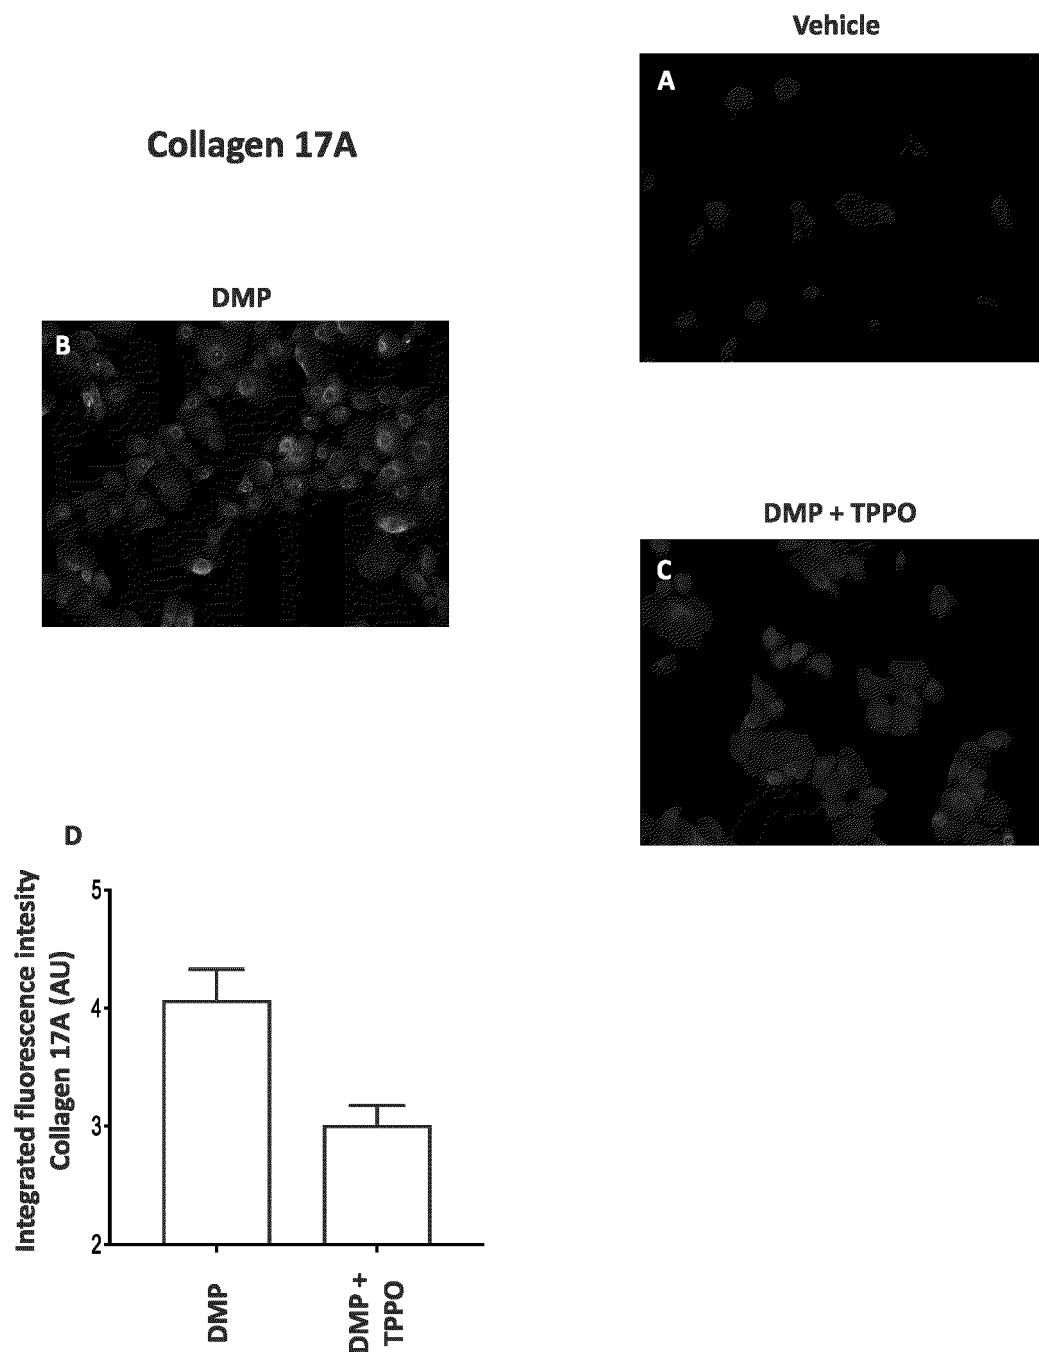 Vehicle
A
Collagen 17A
DMP
B
DMP + TPPO
C
D
Integrated fluorescence intesity
Collagen 17A (AU)
5
4
3
2
DMP
DMP +
TPPO